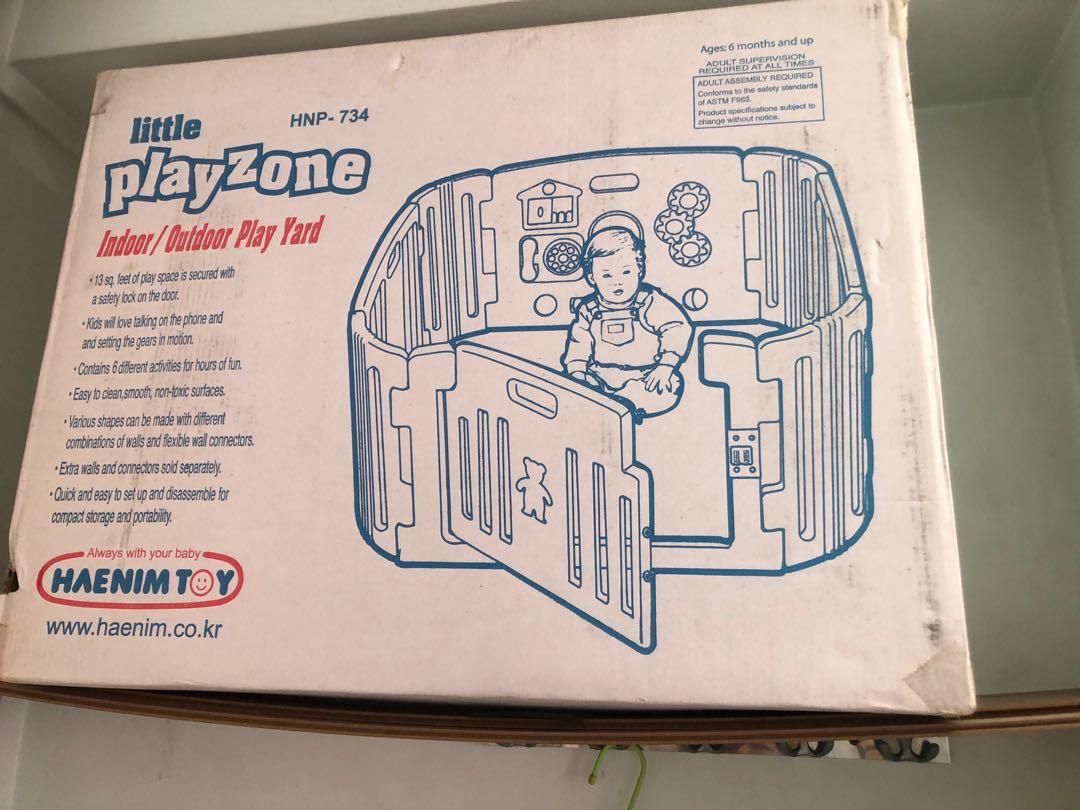 Ages: 6 months and up
ADULT SUPERVISION
REQUIRED AT ALL TIMES
ADULT ASSEMBLY REQUIRED
Conforms to the safety standards
of ASTM F963.
Product specifications subject to
change without notice.
little
HNP- 734
playzone
Indoor/Outdoor Play Yard
• 13 sq. feet of play space is secured with
a safety lock on the door.
• Kids will love talking on the phone and
and setting the gears in motion.
• Contains 6 different activities for hours of fun.
• Easy to clean, smooth, non-toxic surfaces.
• Various shapes can be made with different
combinations of walls and flexible wall connectors.
• Extra walls and connectors sold separately.
• Quick and easy to set up and disassemble for
compact storage and portability.
Always with your baby
HAENIM TOY
www.haenim.co.kr